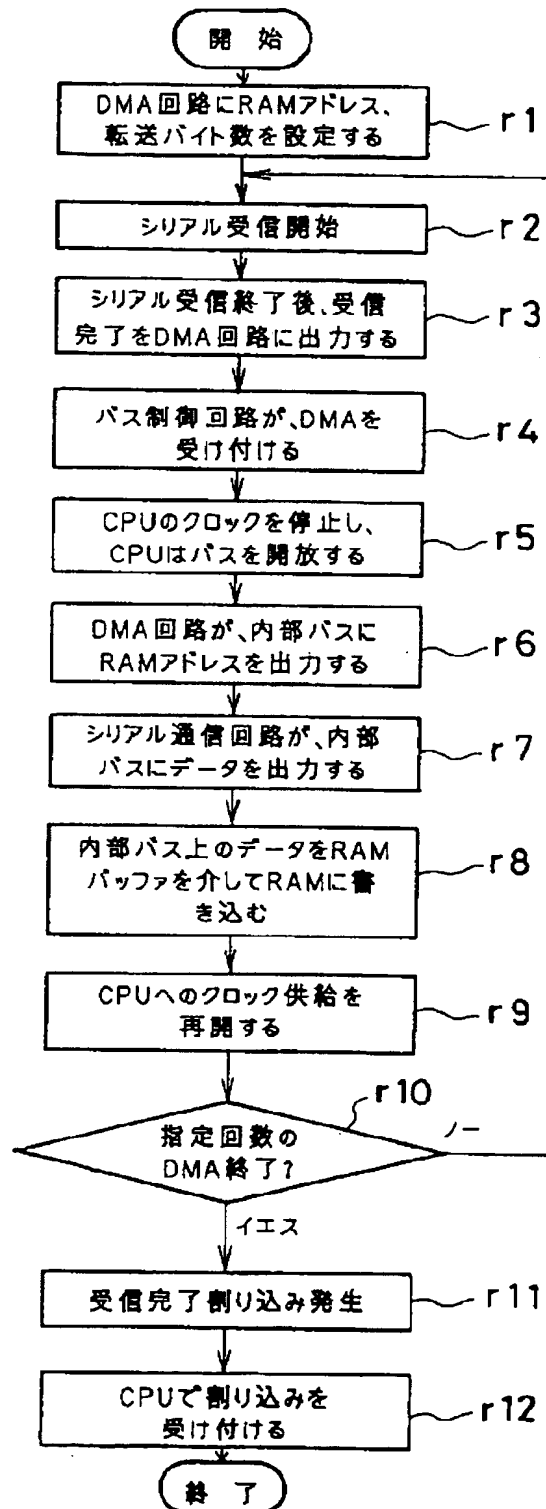 開 始
DMA回路にRAMアドレス、
転送バイト数を設定する
r1
シリアル受信開始
r2
シリアル受信終了後、受信
完了をDMA回路に出力する
r3
バス制御回路が、DMAを
受け付ける
r4
CPUのクロックを停止し、
CPUはバスを開放する
r5
DMA回路が、内部バスに
RAMアドレスを出力する
r6
シリアル通信回路が、内部
バスにデータを出力する
r7
内部バス上のデータをRAM
バッファを介してRAMに書
き込む
r8
CPUへのクロック供給を
再開する
r9
r10
指定回数の
DMA終了?
ノー
イエス
受信完了割り込み発生
r11
CPUで割り込みを
受け付ける
r12
終 了